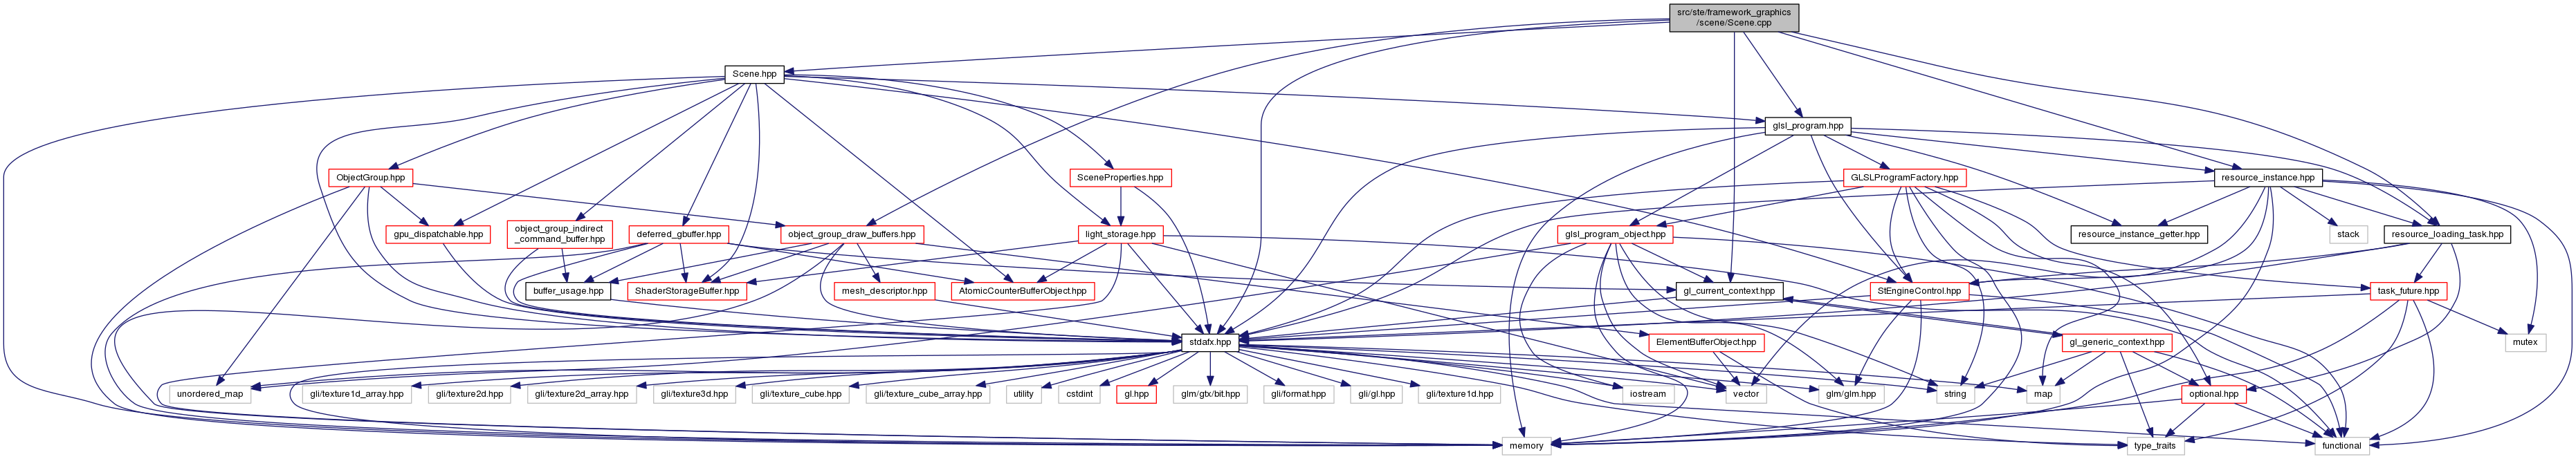 src/ste/framework_graphics
/scene/Scene.cpp
Scene.hpp
glsl_program.hpp
ObjectGroup.hpp
SceneProperties.hpp
GLSLProgramFactory.hpp
resource_instance.hpp
gpu_dispatchable.hpp
object_group_indirect
_command_buffer.hpp
deferred_gbuffer.hpp
object_group_draw_buffers.hpp
light_storage.hpp
glsl_program_object.hpp
resource_instance_getter.hpp
stack
resource_loading_task.hpp
buffer_usage.hpp
ShaderStorageBuffer.hpp
mesh_descriptor.hpp
AtomicCounterBufferObject.hpp
gl_current_context.hpp
StEngineControl.hpp
task_future.hpp
stdafx.hpp
ElementBufferObject.hpp
gl_generic_context.hpp
mutex
unordered_map
gli/texture1d_array.hpp
gli/texture2d.hpp
gli/texture2d_array.hpp
gli/texture3d.hpp
gli/texture_cube.hpp
gli/texture_cube_array.hpp
utility
cstdint
gl.hpp
glm/gtx/bit.hpp
gli/format.hpp
gli/gl.hpp
gli/texture1d.hpp
iostream
vector
glm/glm.hpp
string
map
optional.hpp
memory
type_traits
functional